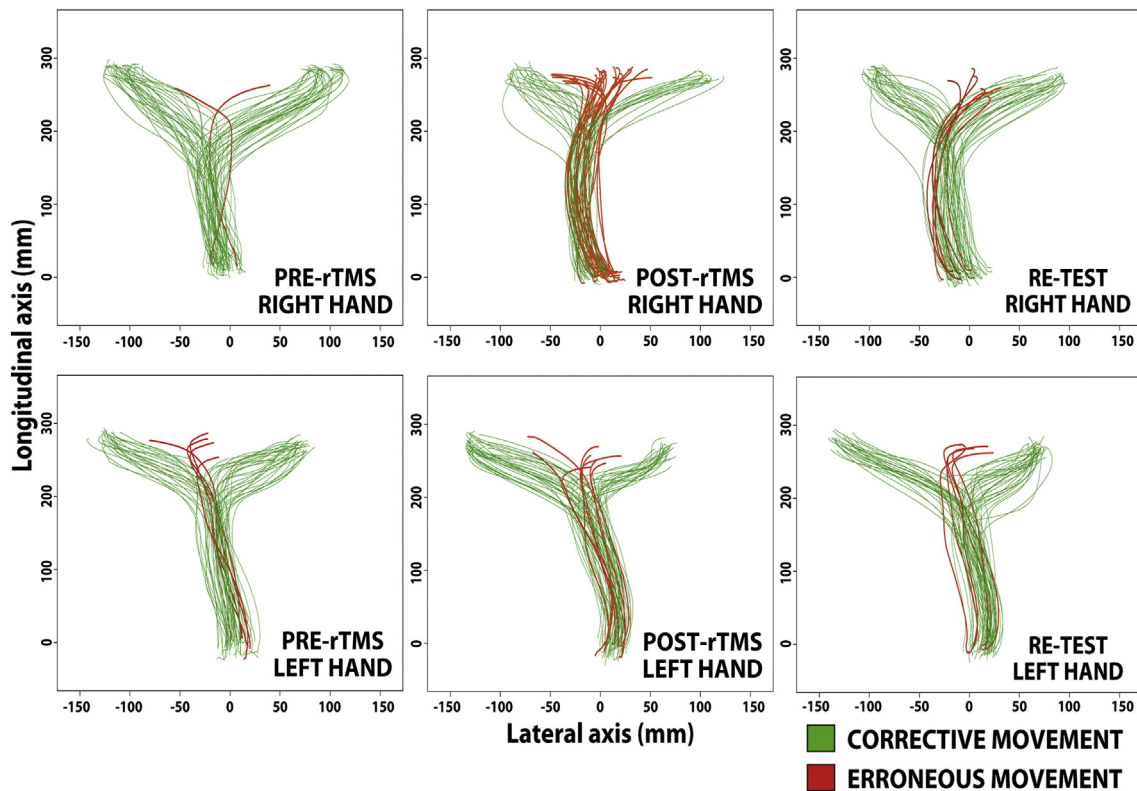 Longitudinal axis (mm)
300
200
100
0
PRE-rTMS
RIGHT HAND
-150 -100 -50 0 50 100 150
300
200
100
0
POST-rTMS
RIGHT HAND
-150 -100 -50 0 50 100 150
300
200
100
0
RE-TEST
RIGHT HAND
-150 -100 -50 0 50 100 150
300
200
100
0
PRE-rTMS
LEFT HAND
-150 -100 -50 0 50 100 150
300
200
100
0
POST-rTMS
LEFT HAND
-150 -100 -50 0 50 100 150
300
200
100
0
RE-TEST
LEFT HAND
-150 -100 -50 0 50 100 150
Lateral axis (mm)
CORRECTIVE MOVEMENT
ERRONEOUS MOVEMENT